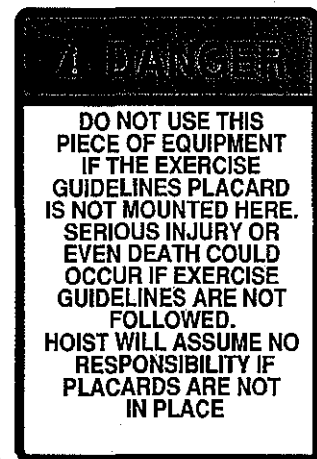 ⚠ DANGER
DO NOT USE THIS
PIECE OF EQUIPMENT
IF THE EXERCISE
GUIDELINES PLACARD
IS NOT MOUNTED HERE.
SERIOUS INJURY OR
EVEN DEATH COULD
OCCUR IF EXERCISE
GUIDELINES ARE NOT
FOLLOWED.
HOIST WILL ASSUME NO
RESPONSIBILITY IF
PLACARDS ARE NOT
IN PLACE